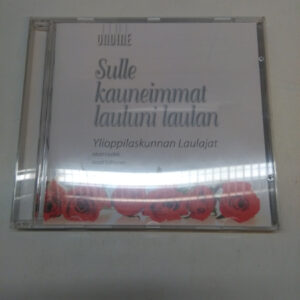 ONDINE
Sulle
kauneimmat
lauluni laulan
Ylioppilaskunnan Laulajat